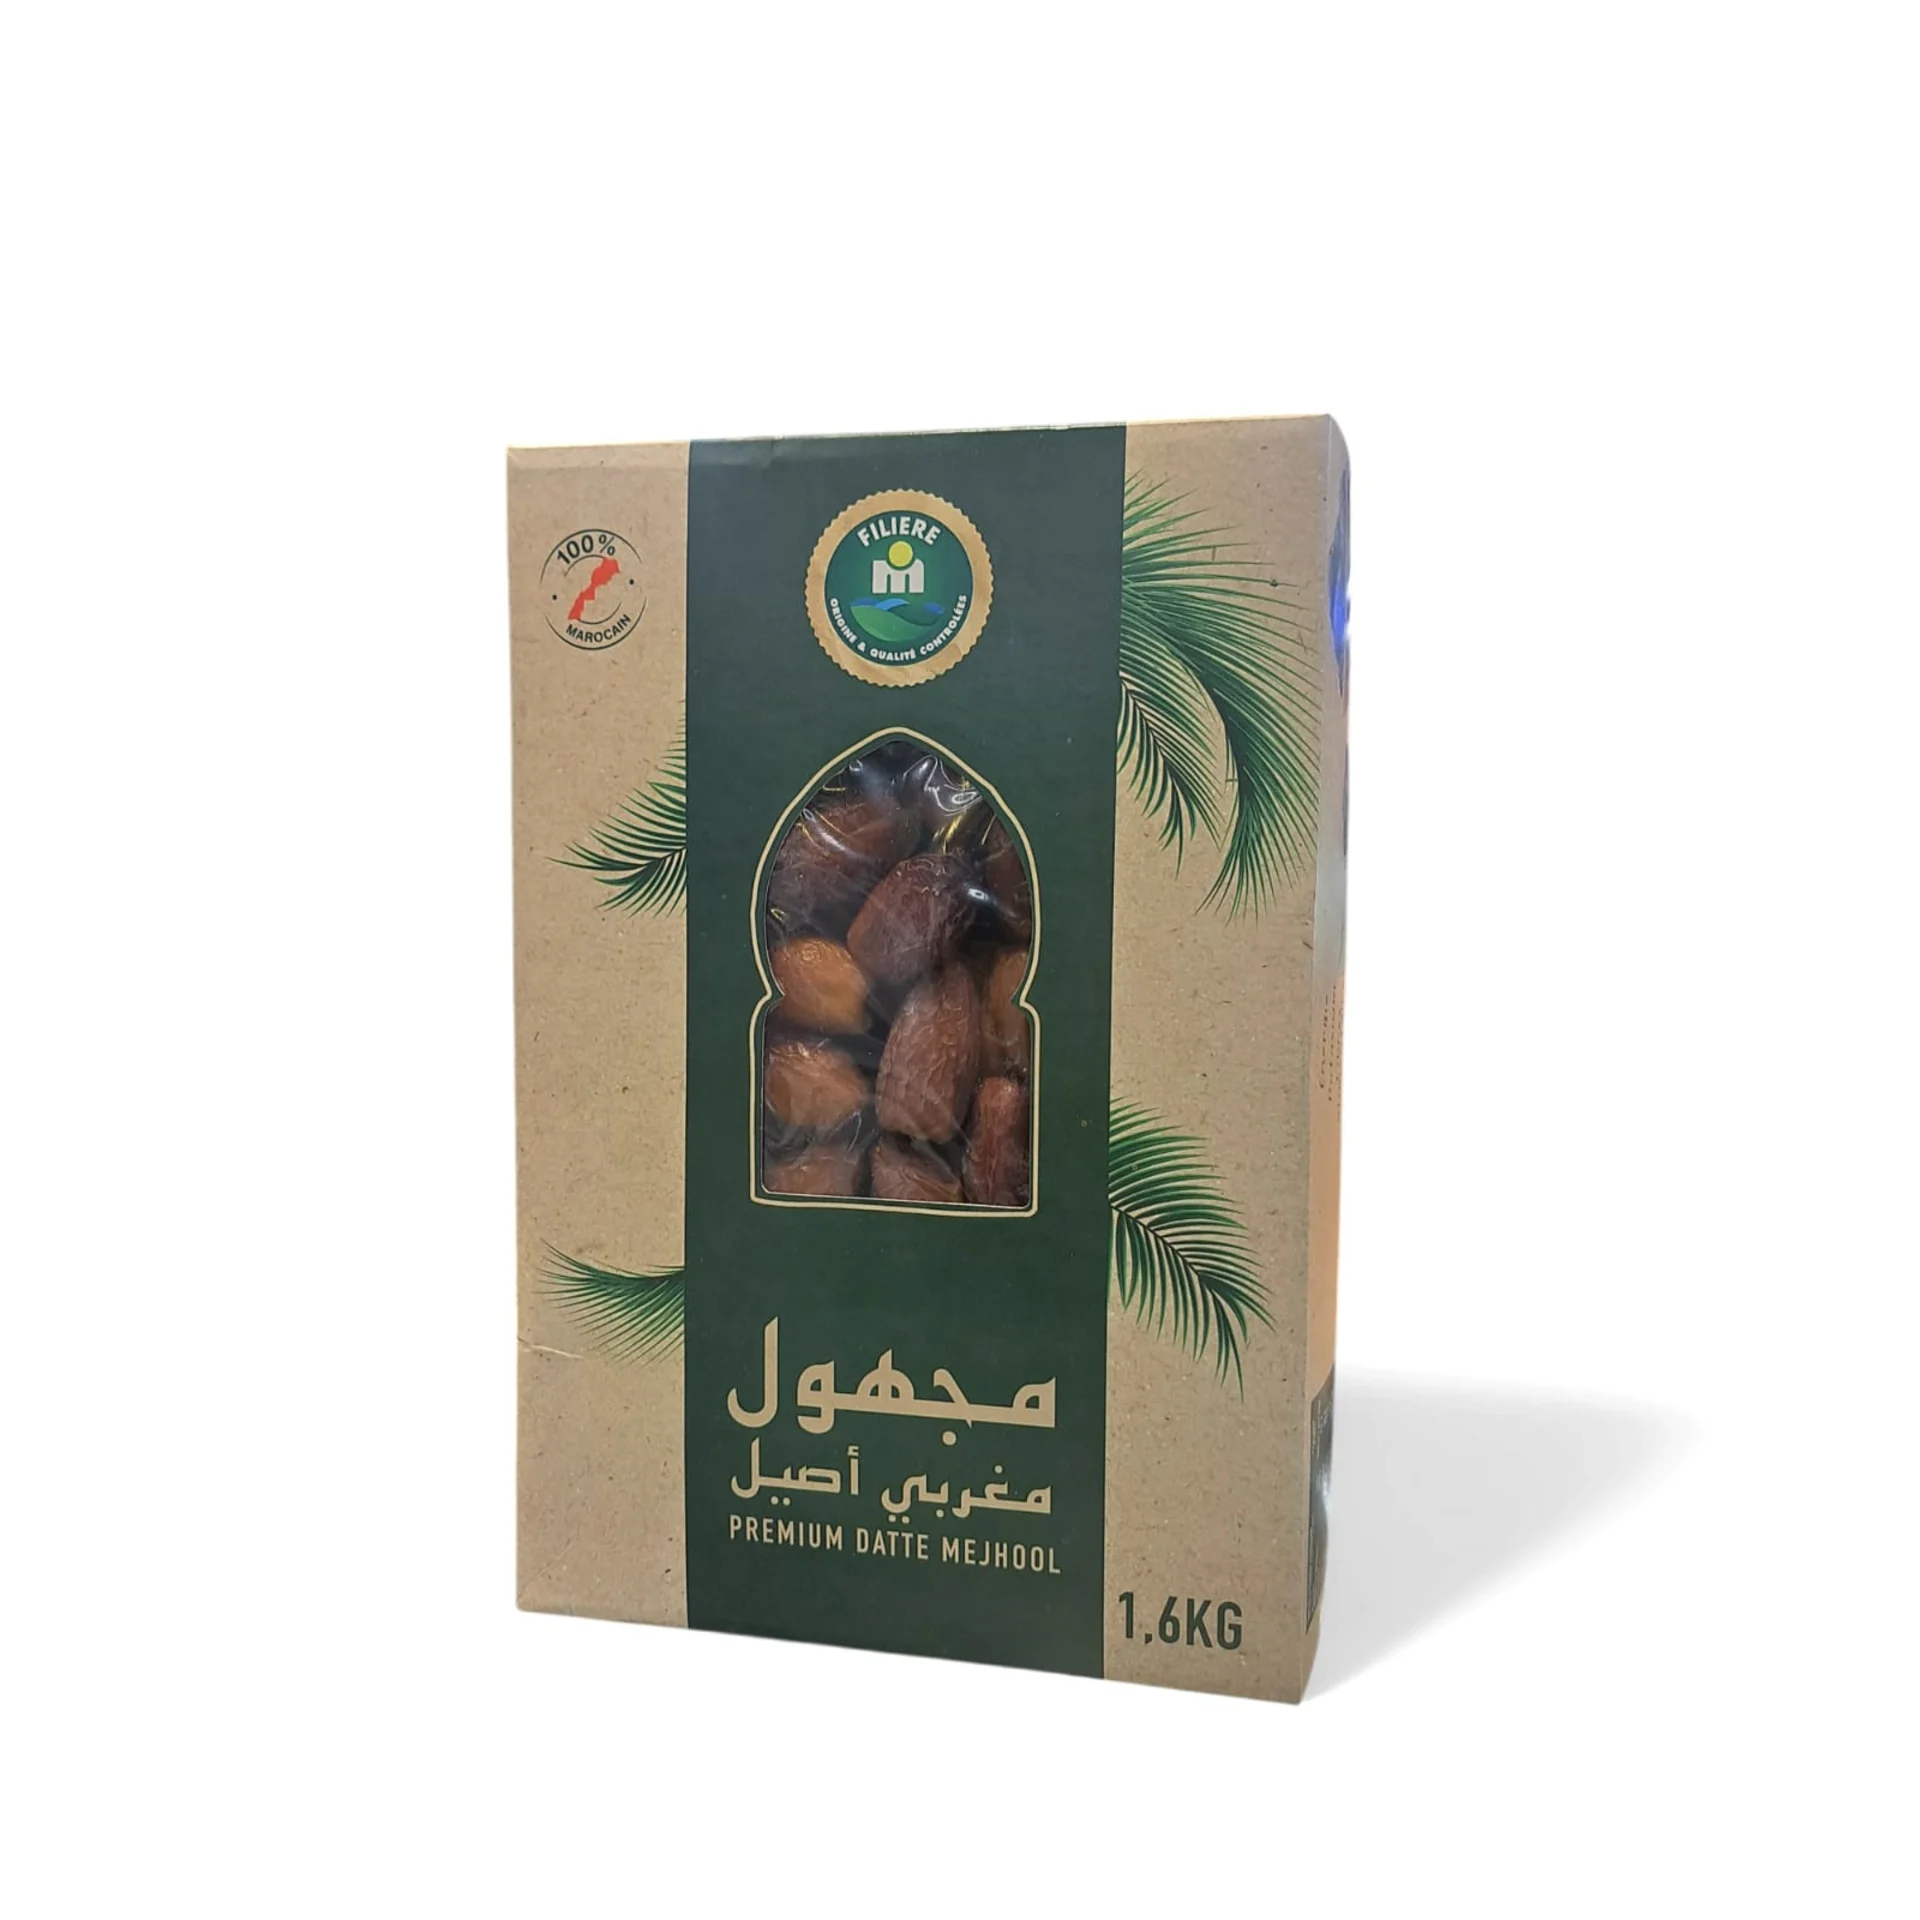 100%
MAROCAIN
FILIERE
m
ORIGINE & QUALITÉ CONTROLÉES
مجهول
مغربي أصيل
PREMIUM DATTE MEJHOOL
1,6KG